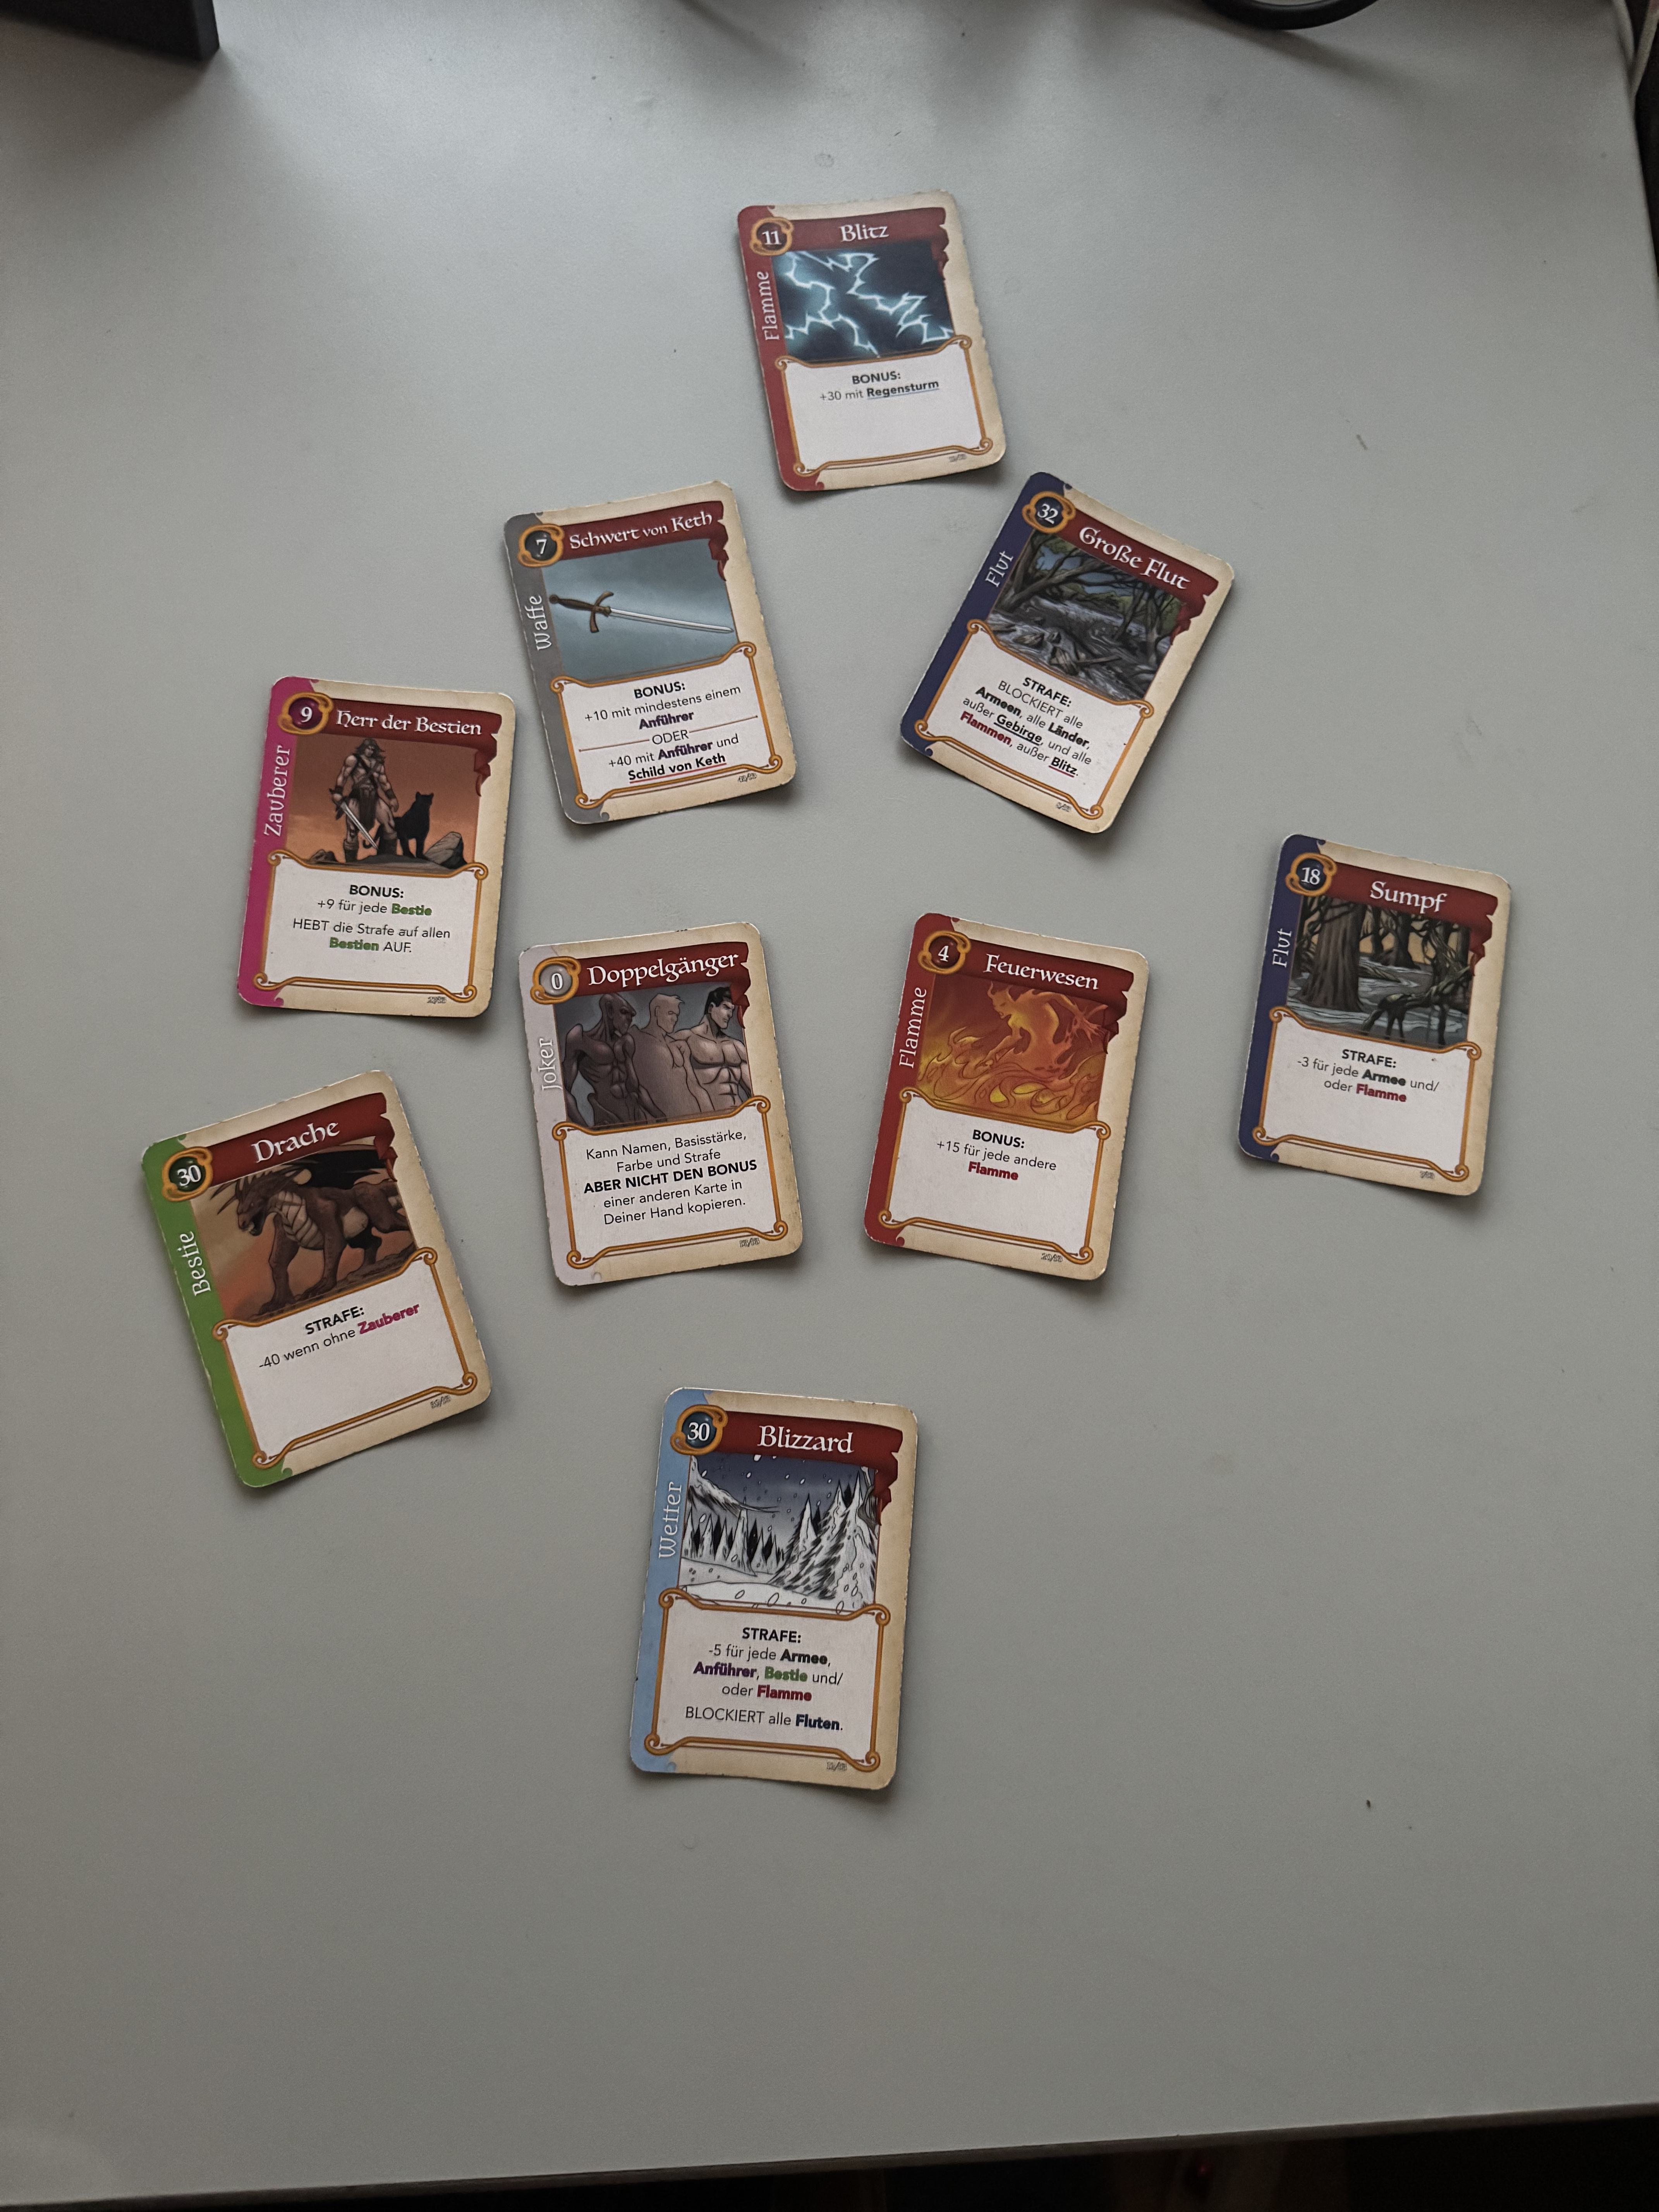 11
Blitz
Flamme
BONUS:
+30 mit Regensturm
7
Schwert von Keth
Waffe
BONUS:
+10 mit mindestens einem
Anführer
ODER
+40 mit Anführer und
Schild von Keth
32
Große Flut
Flut
STRAFE:
BLOCKIERT alle
Armeen, alle Länder,
außer Gebirge, und alle
Flammen, außer Blitz.
9
Herr der Bestien
Zauberer
BONUS:
+9 für jede Bestie
HEBT die Strafe auf allen
Bestien AUF.
18
Sumpf
Flut
STRAFE:
-3 für jede Armee und/
oder Flamme
0
Doppelgänger
Joker
Kann Namen, Basisstärke,
Farbe und Strafe
ABER NICHT DEN BONUS
einer anderen Karte in
Deiner Hand kopieren.
4
Feuerwesen
Flamme
BONUS:
+15 für jede andere
Flamme
30
Drache
Bestie
STRAFE:
-40 wenn ohne Zauberer
30
Blizzard
Wetter
STRAFE:
-5 für jede Armee,
Anführer, Bestie und/
oder Flamme
BLOCKIERT alle Fluten.